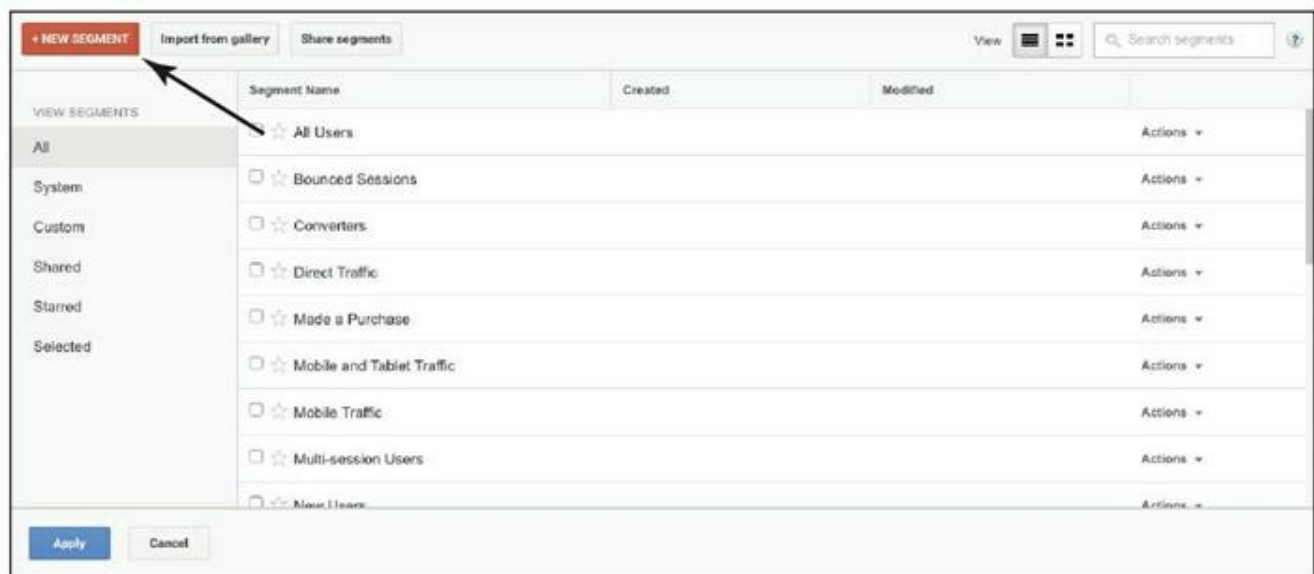 + NEW SEGMENT Import from gallery Share segments View Search segments ?
VIEW SEGMENTS
All
System
Custom
Shared
Starred
Selected
Segment Name Created Modified
All Users Actions
Bounced Sessions Actions
Converters Actions
Direct Traffic Actions
Made a Purchase Actions
Mobile and Tablet Traffic Actions
Mobile Traffic Actions
Multi-session Users Actions
New Users Actions
Apply Cancel